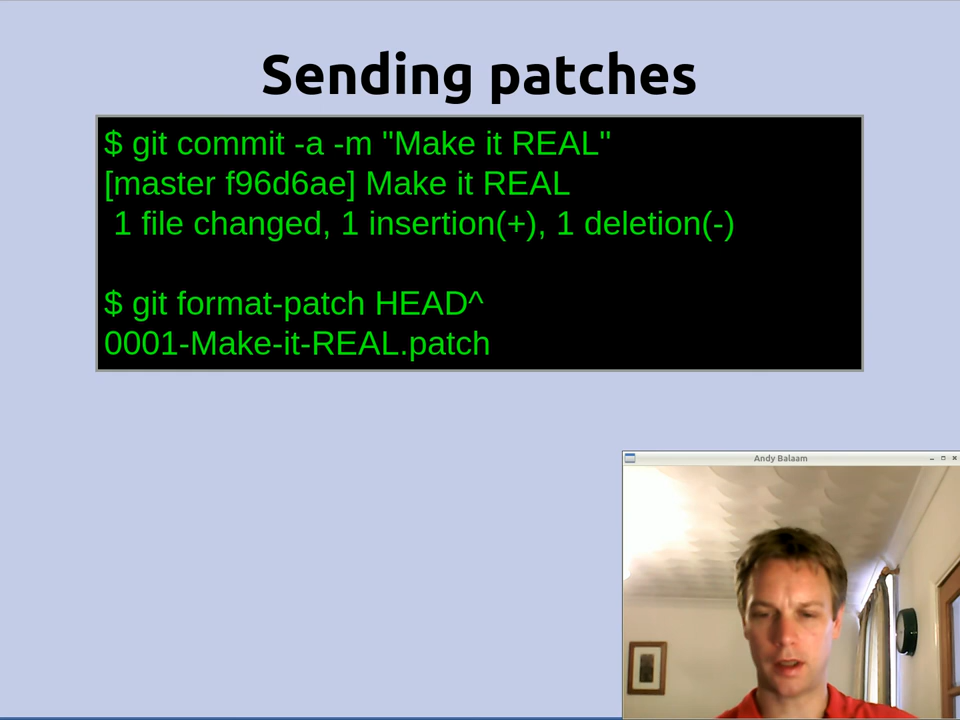 Sending patches
$ git commit -a -m "Make it REAL"
[master f96d6ae] Make it REAL
 1 file changed, 1 insertion(+), 1 deletion(-)
$ git format-patch HEAD^
0001-Make-it-REAL.patch
Andy Balaam